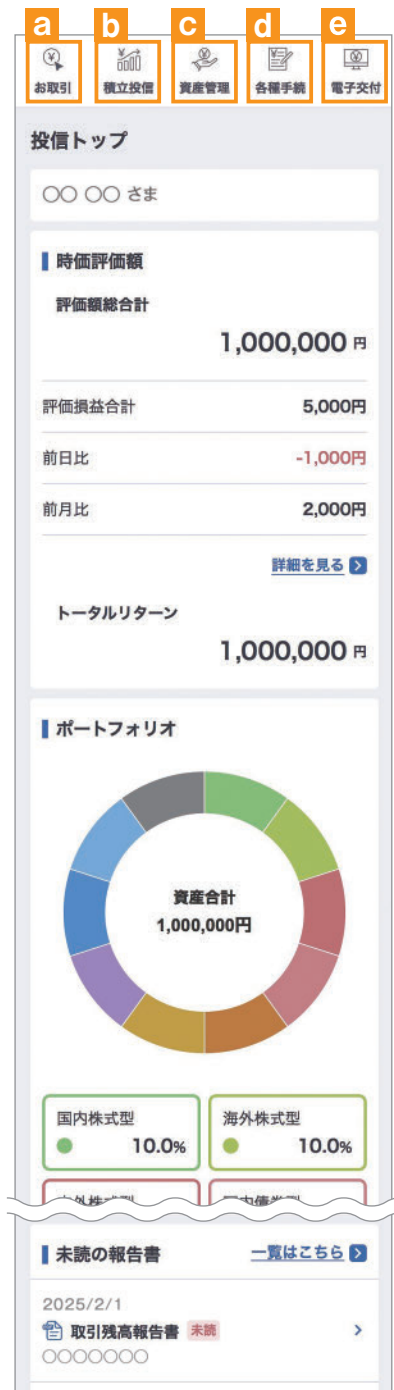 a b c d e
お取引 積立投信 資産管理 各種手続 電子交付
投信トップ
○○ ○○ さま
時価評価額
評価額総合計
1,000,000 円
評価損益合計 5,000円
前日比 -1,000円
前月比 2,000円
詳細を見る
トータルリターン
1,000,000 円
ポートフォリオ
資産合計
1,000,000円
国内株式型 海外株式型
10.0% 10.0%
未読の報告書 一覧はこちら
2025/2/1
取引残高報告書 未読
○○○○○○○